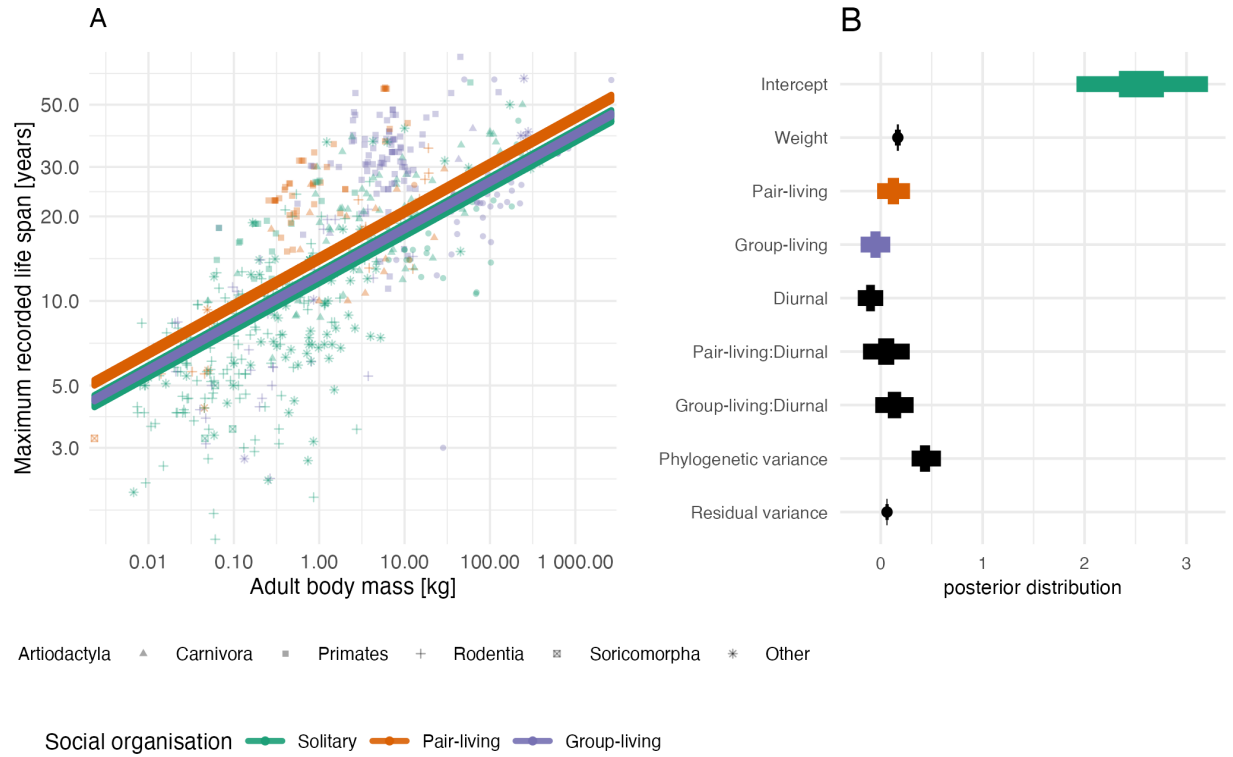 A
B
Maximum recorded life span [years]
50.0
30.0
20.0
10.0
5.0
3.0
0.01
0.10
1.00
10.00
100.00
1 000.00
Adult body mass [kg]
Intercept
Weight
Pair-living
Group-living
Diurnal
Pair-living:Diurnal
Group-living:Diurnal
Phylogenetic variance
Residual variance
0
1
2
3
posterior distribution
Artiodactyla Carnivora Primates Rodentia Soricomorpha Other
Social organisation Solitary Pair-living Group-living